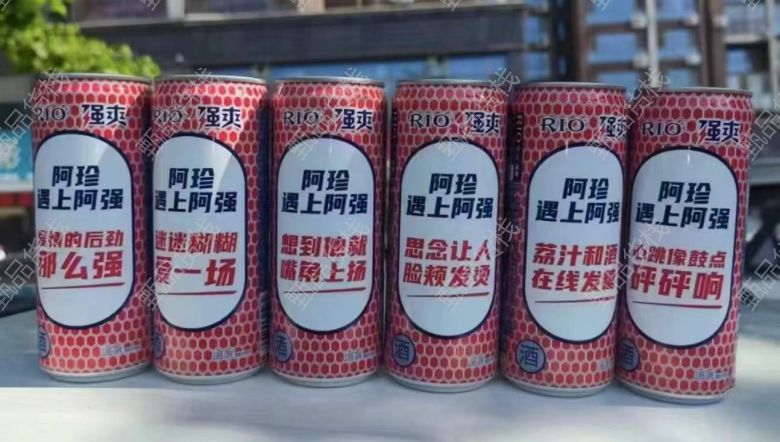 RIO 强爽
阿珍
遇上阿强
的后劲
那么强
RIO 强爽
阿珍
遇上阿强
迷迷糊糊
一场
RIO 强爽
阿珍
遇上阿强
想到他就
嘴角上扬
酒
RIO 强爽
阿珍
遇上阿强
思念让人
脸颊发烫
酒
RIO 强爽
阿珍
遇上阿强
荔汁和酒
在线发
酒
RIO 强爽
阿珍
遇上阿强
心跳像鼓点
砰砰响
酒